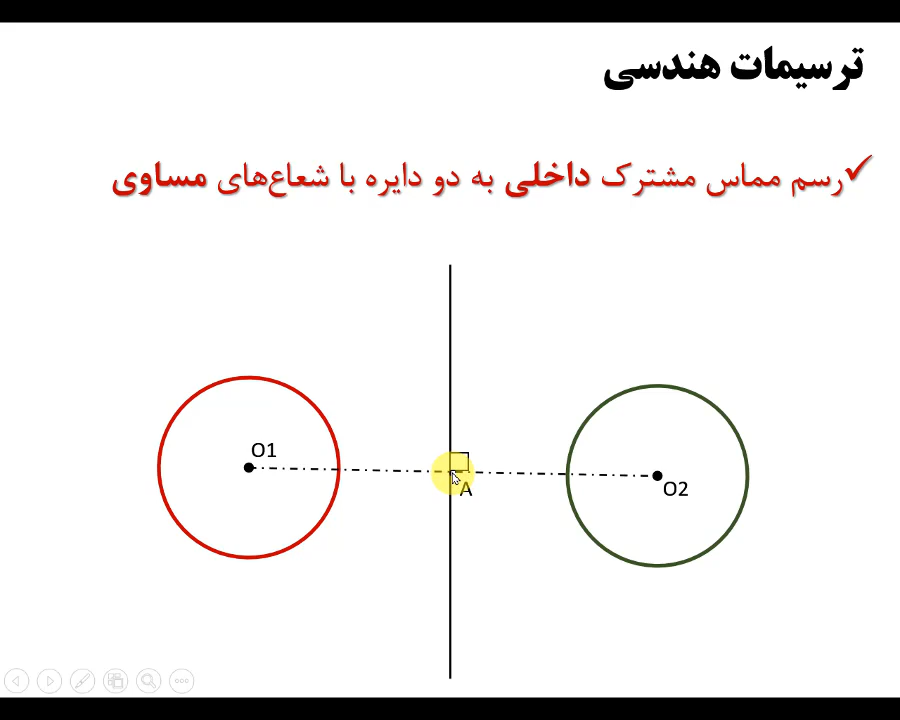 ترسیمات هندسی
✓رسم مماس مشترک داخلی به دو دایره با شعاع‌های مساوی
O1
A
O2